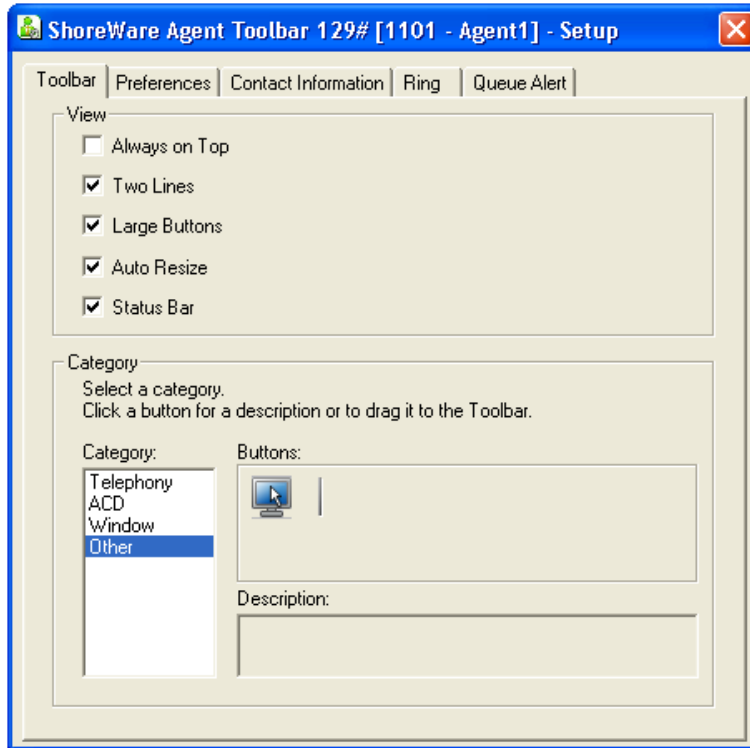 ShoreWare Agent Toolbar 129# [1101 - Agent1] - Setup
Toolbar Preferences Contact Information Ring Queue Alert
View
Always on Top
Two Lines
Large Buttons
Auto Resize
Status Bar
Category
Select a category.
Click a button for a description or to drag it to the Toolbar.
Category: Buttons:
Telephony
ACD
Window
Other
Description: